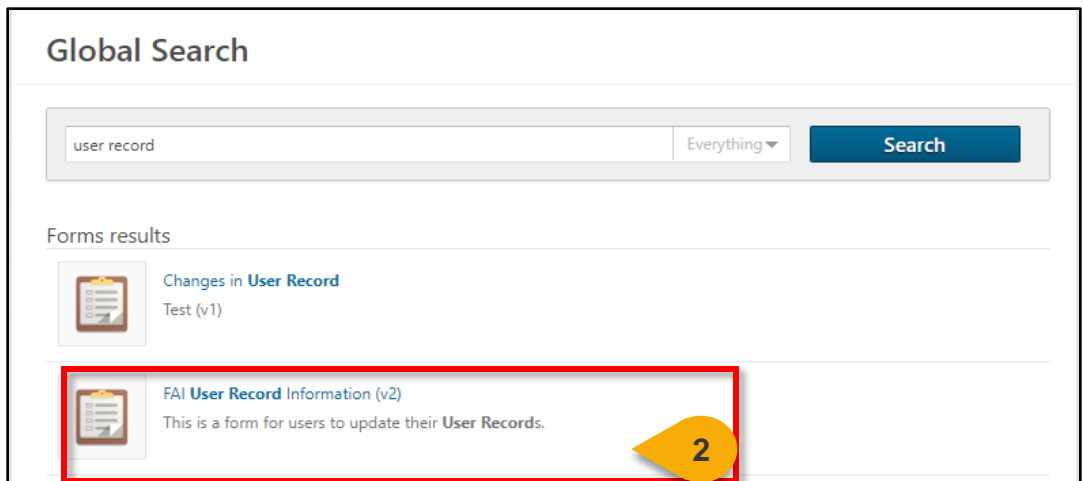 Global Search
user record Everything Search
Forms results
Changes in User Record
Test (v1)
FAI User Record Information (v2)
This is a form for users to update their User Records.
2